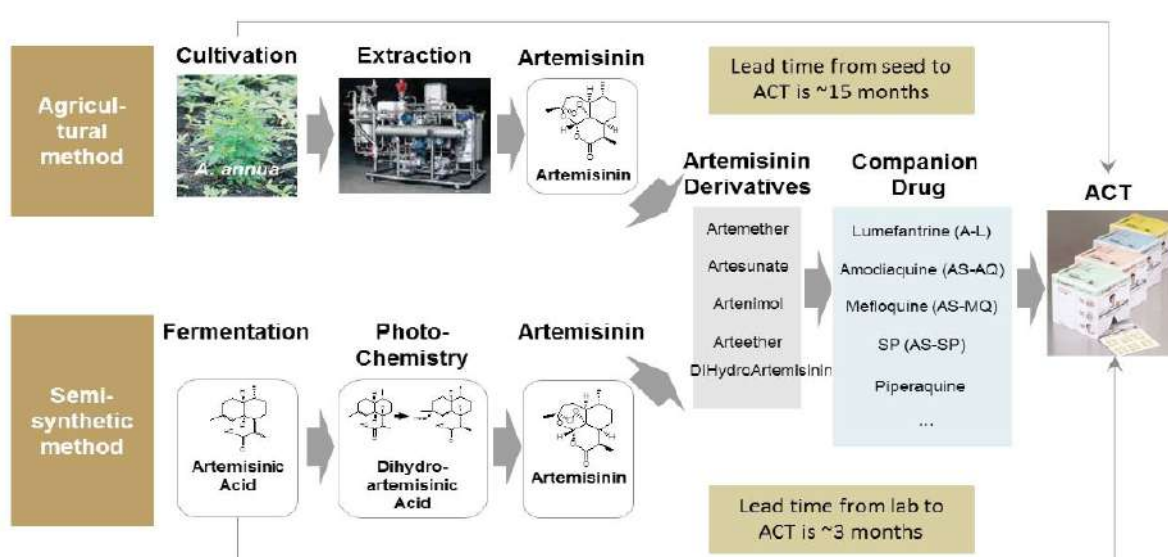 Agricul-
tural
method
Cultivation
A. annua
Extraction
Artemisinin
Artemisinin
Lead time from seed to
ACT is ~15 months
Artemisinin
Derivatives
Artemether
Artesunate
Artenimol
Arteether
DiHydroArtemisinin
Companion
Drug
Lumefantrine (A-L)
Amodiaquine (AS-AQ)
Mefloquine (AS-MQ)
SP (AS-SP)
Piperaquine
...
ACT
Semi-
synthetic
method
Fermentation
Artemisinic
Acid
Photo-
Chemistry
Dihydro-
artemisinic
Acid
Artemisinin
Artemisinin
Lead time from lab to
ACT is ~3 months